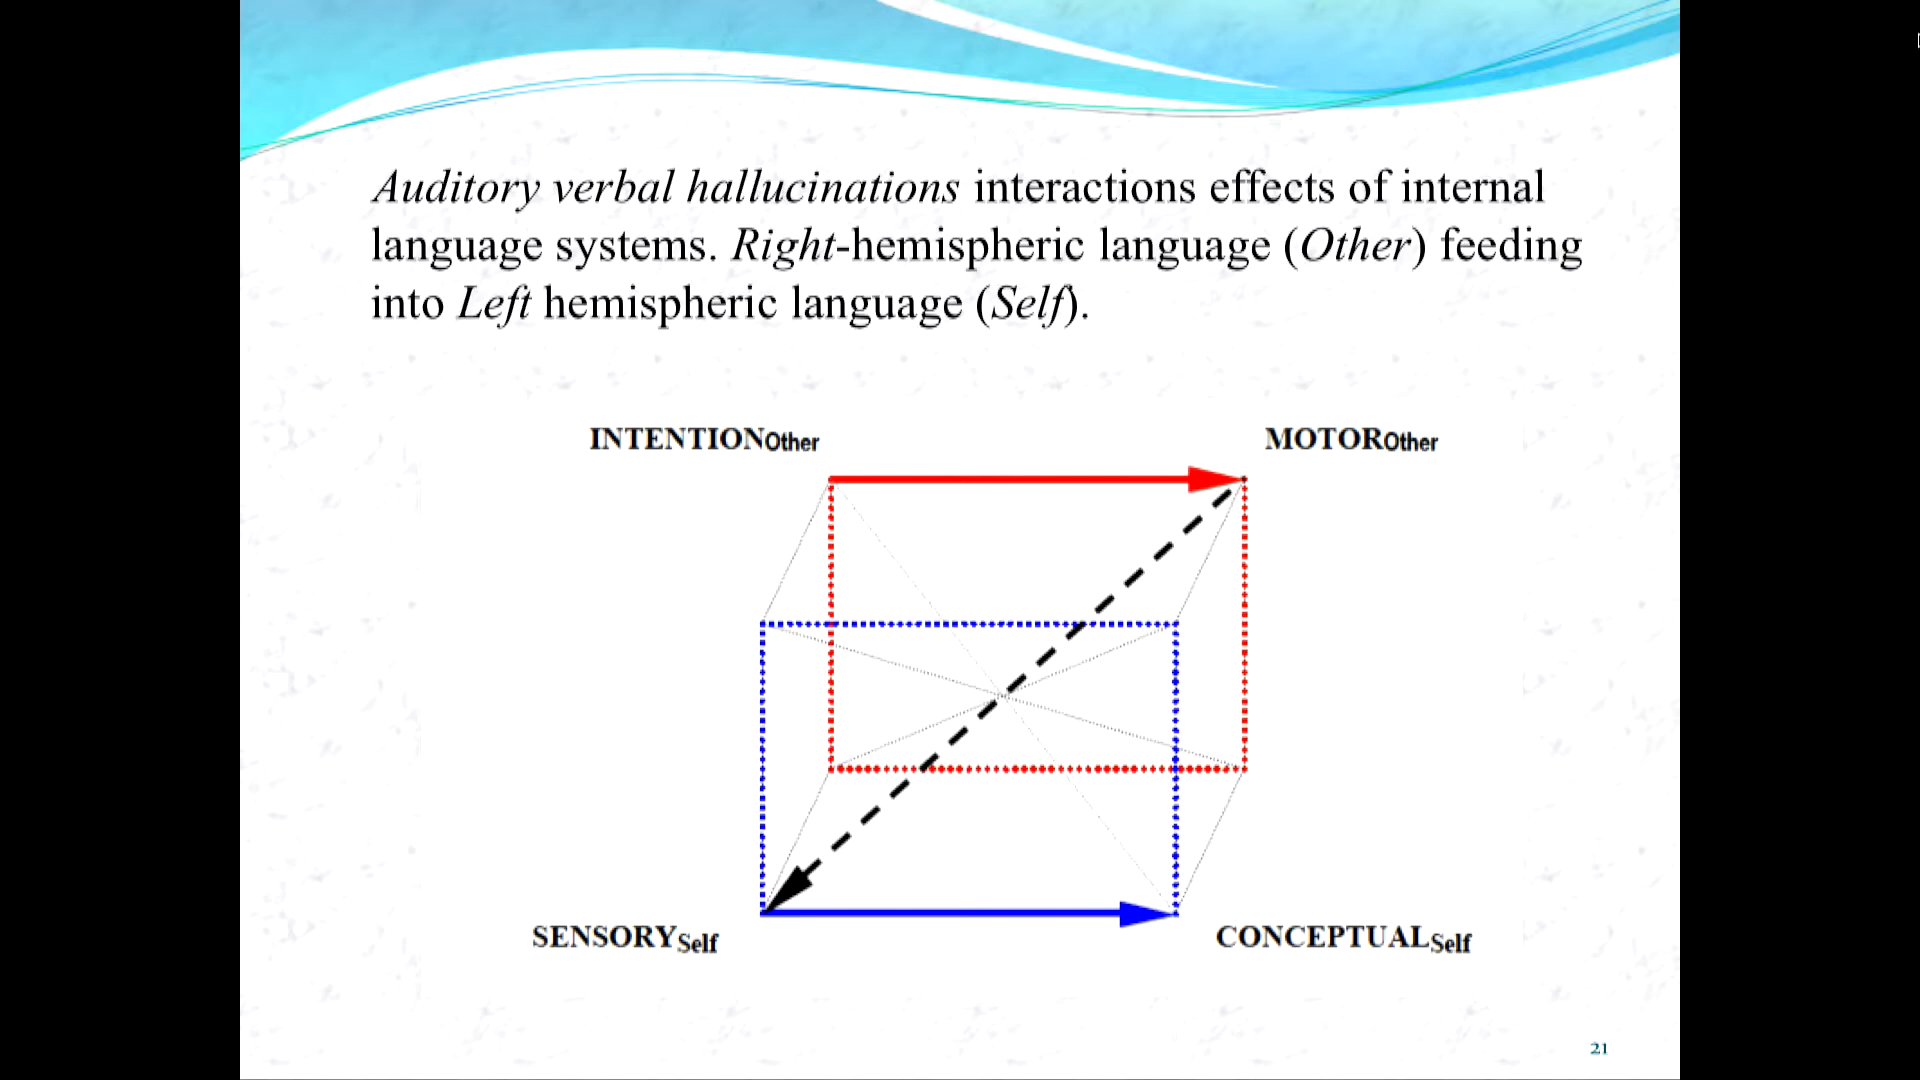 Auditory verbal hallucinations interactions effects of internal
language systems. Right-hemispheric language (Other) feeding
into Left hemispheric language (Self).
INTENTIONOther
MOTOROther
SENSORYSelf
CONCEPTUALSelf
21